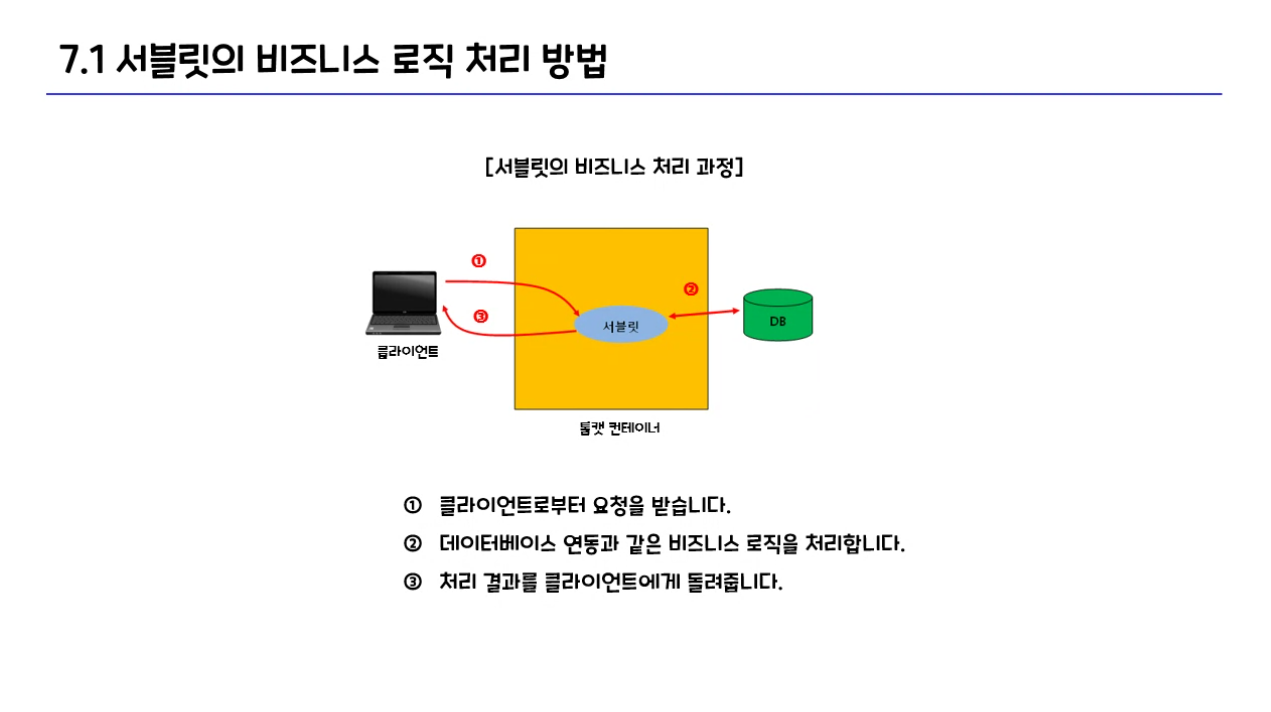 7.1 서블릿의 비즈니스 로직 처리 방법
[서블릿의 비즈니스 처리 과정]
①
②
③
서블릿
DB
클라이언트
톰캣 컨테이너
① 클라이언트로부터 요청을 받습니다.
② 데이터베이스 연동과 같은 비즈니스 로직을 처리합니다.
③ 처리 결과를 클라이언트에게 돌려줍니다.